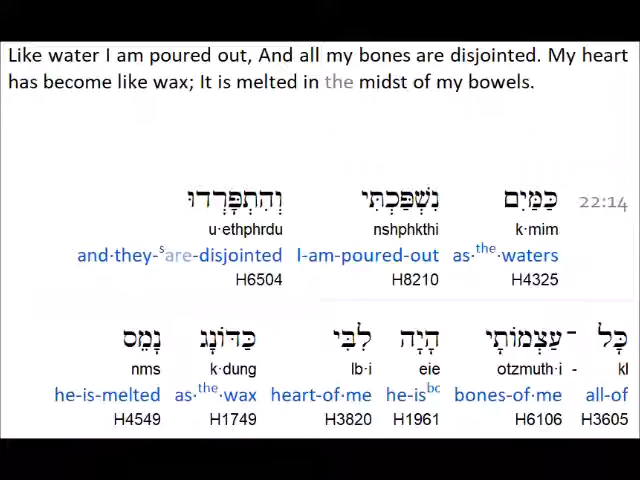 Like water I am poured out, And all my bones are disjointed. My heart
has become like wax; It is melted in the midst of my bowels.
22:14 כַּמַּיִם נִשְׁפַּכְתִּי וְהִתְפָּרְדוּ
u·ethphrdu nshphkthi k·mim
and·they-sare-disjointed I-am-poured-out as·the·waters
H6504 H8210 H4325
כָּל ־ עַצְמוֹתָי הָיָה לִבִּי כַּדּוֹנָג נָמֵס
nms k·dung lb·i eie otzmuth·i - kl
he-is-melted as·the·wax heart-of·me he-isbc bones-of·me all-of
H4549 H1749 H3820 H1961 H6106 H3605